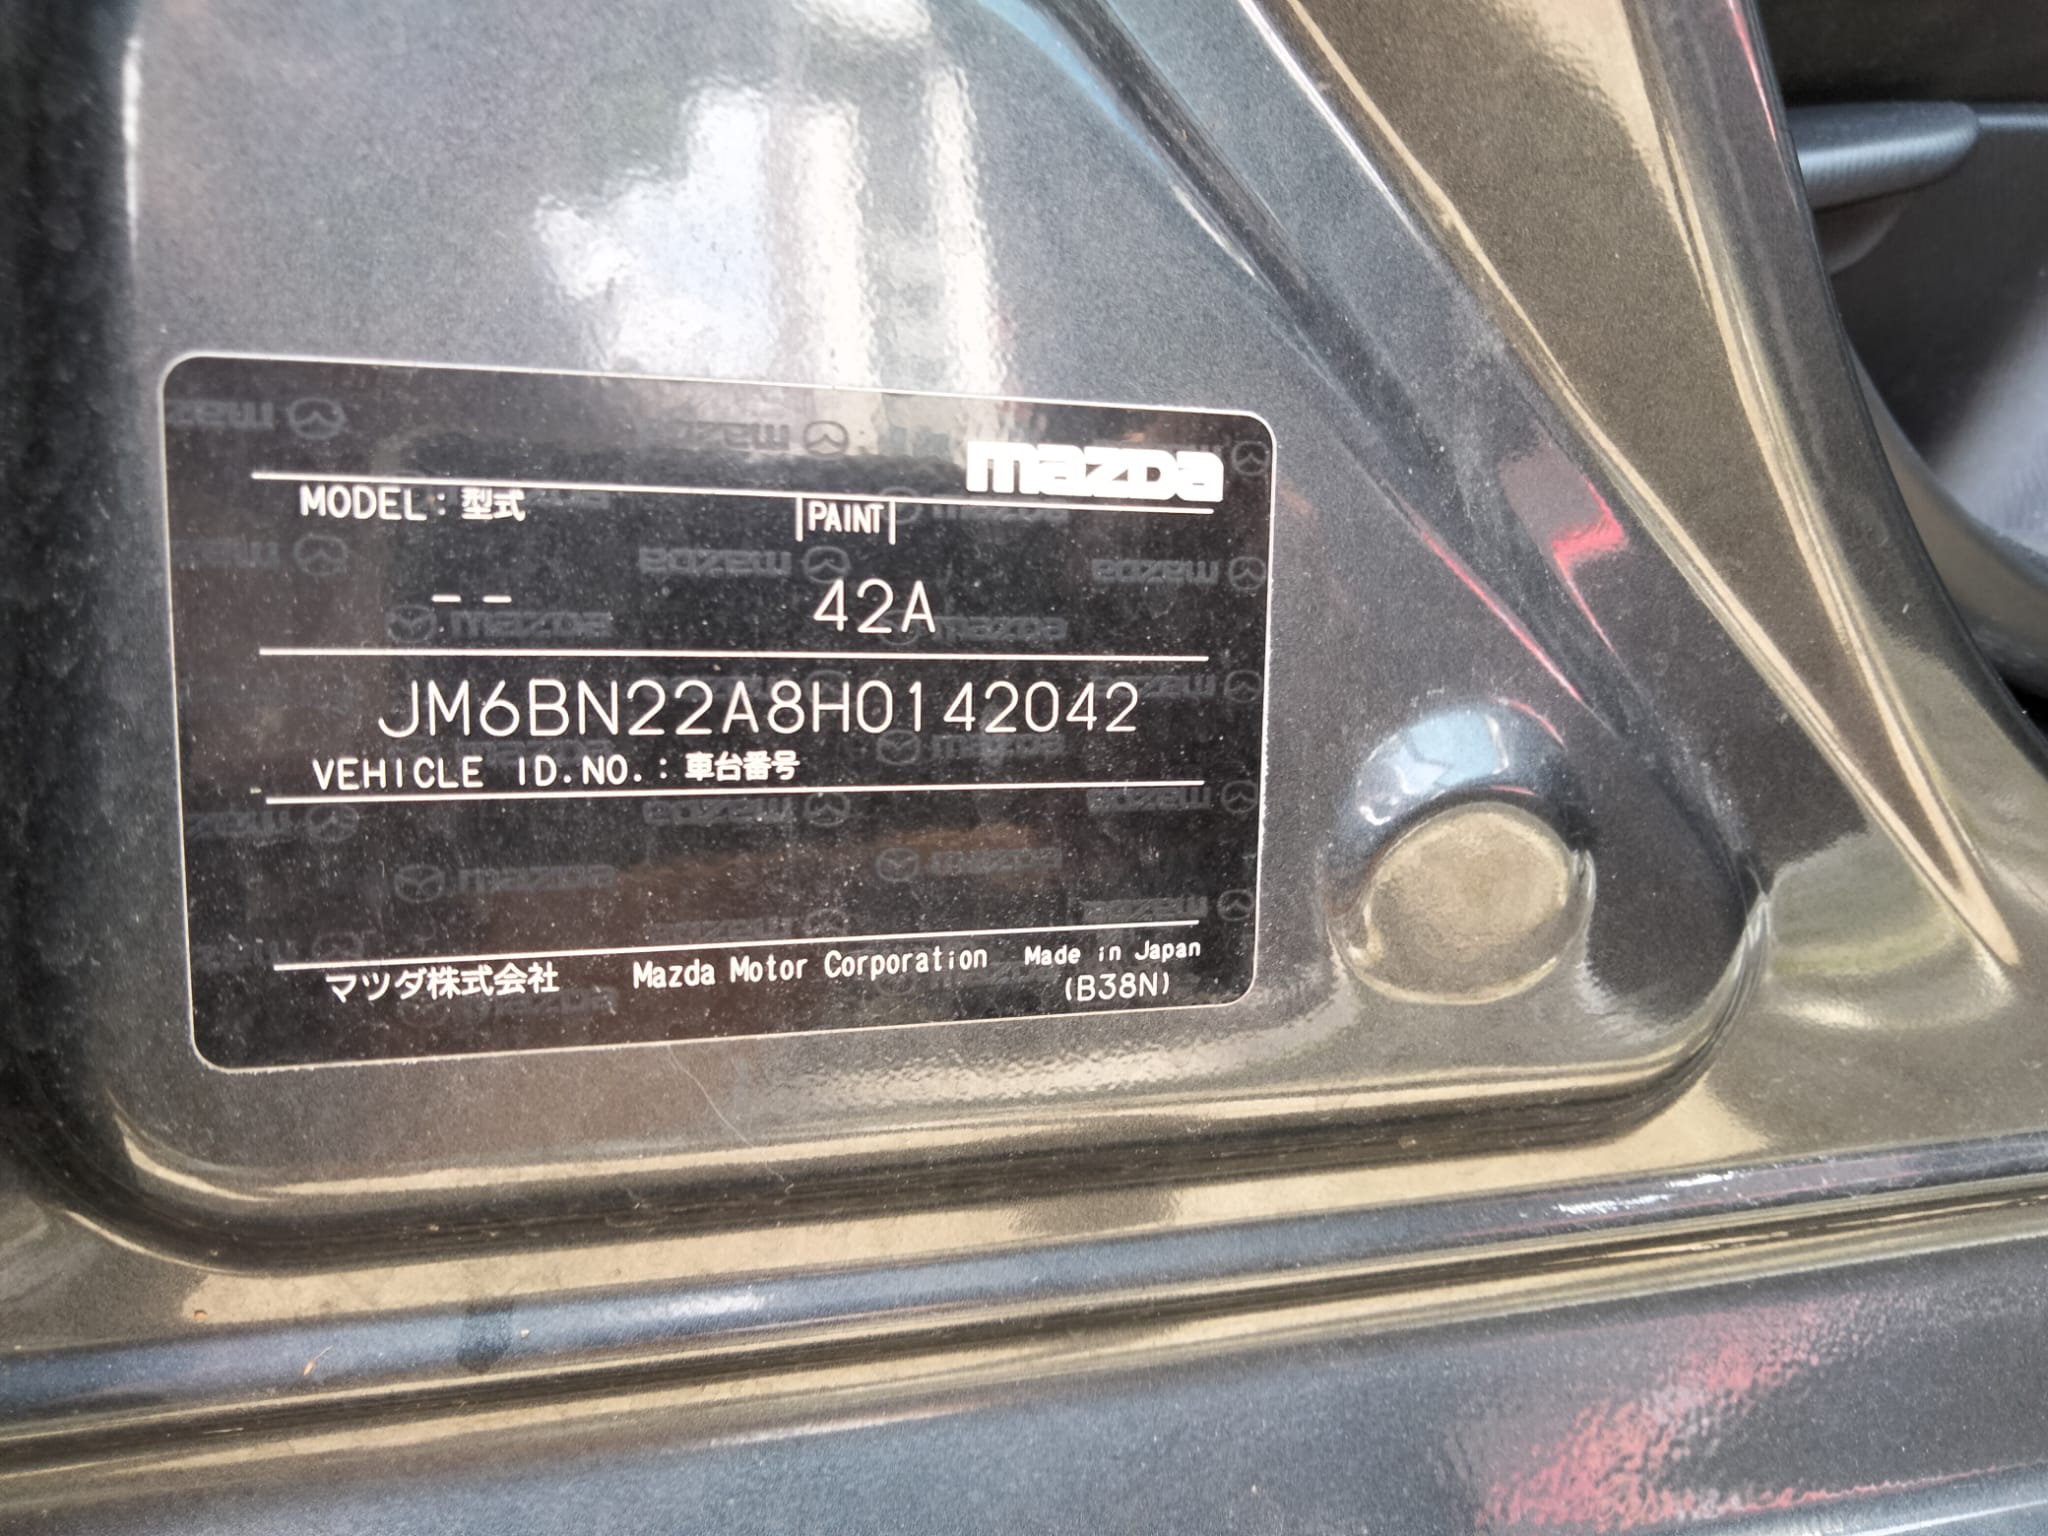 mazda
MODEL: 型式 PAINT
-- 42A
JM6BN22A8H0142042
VEHICLE ID.NO.: 車台番号
マツダ株式会社 Mazda Motor Corporation Made in Japan
(B38N)